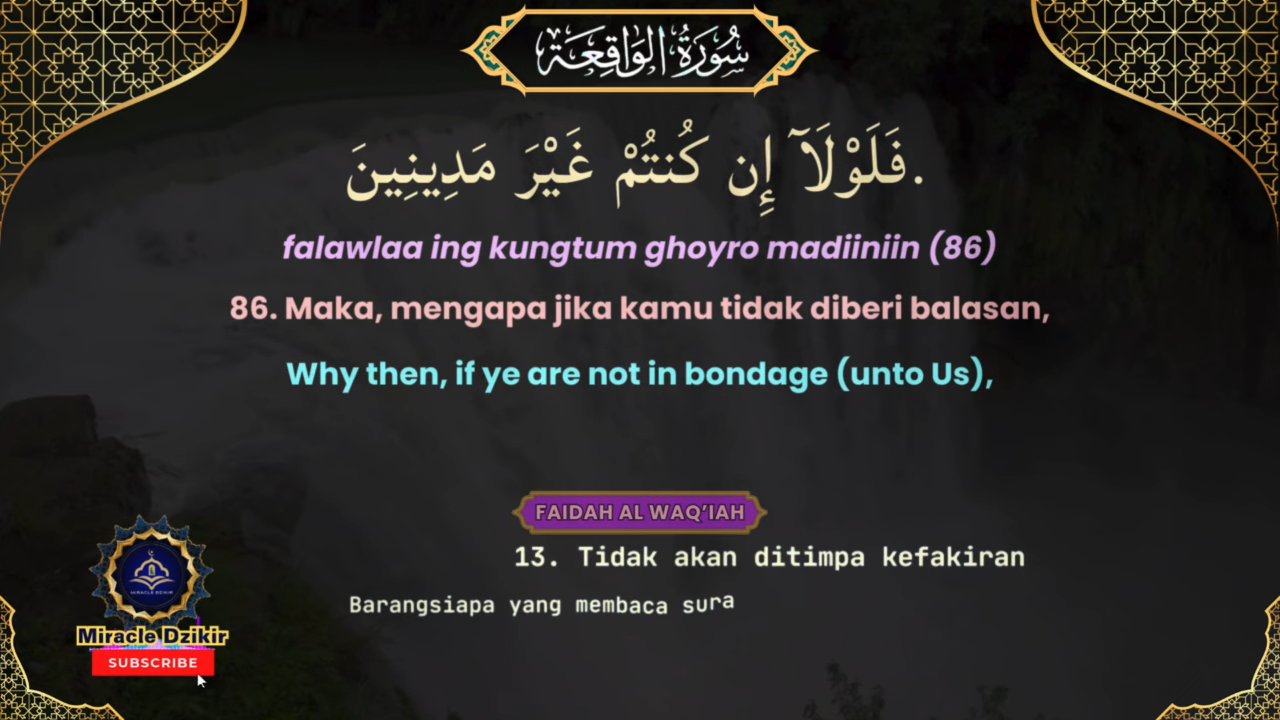 سُورَةُ الوَاقِعَة
فَلَوْلَآ إِن كُنتُمْ غَيْرَ مَدِينِينَ.
falawlaa ing kungtum ghoyro madiiniin (86)
86. Maka, mengapa jika kamu tidak diberi balasan,
Why then, if ye are not in bondage (unto Us),
FAIDAH AL WAQ’IAH
13. Tidak akan ditimpa kefakiran
Barangsiapa yang membaca sura
MIRACLE DZIKIR
Miracle Dzikir
SUBSCRIBE